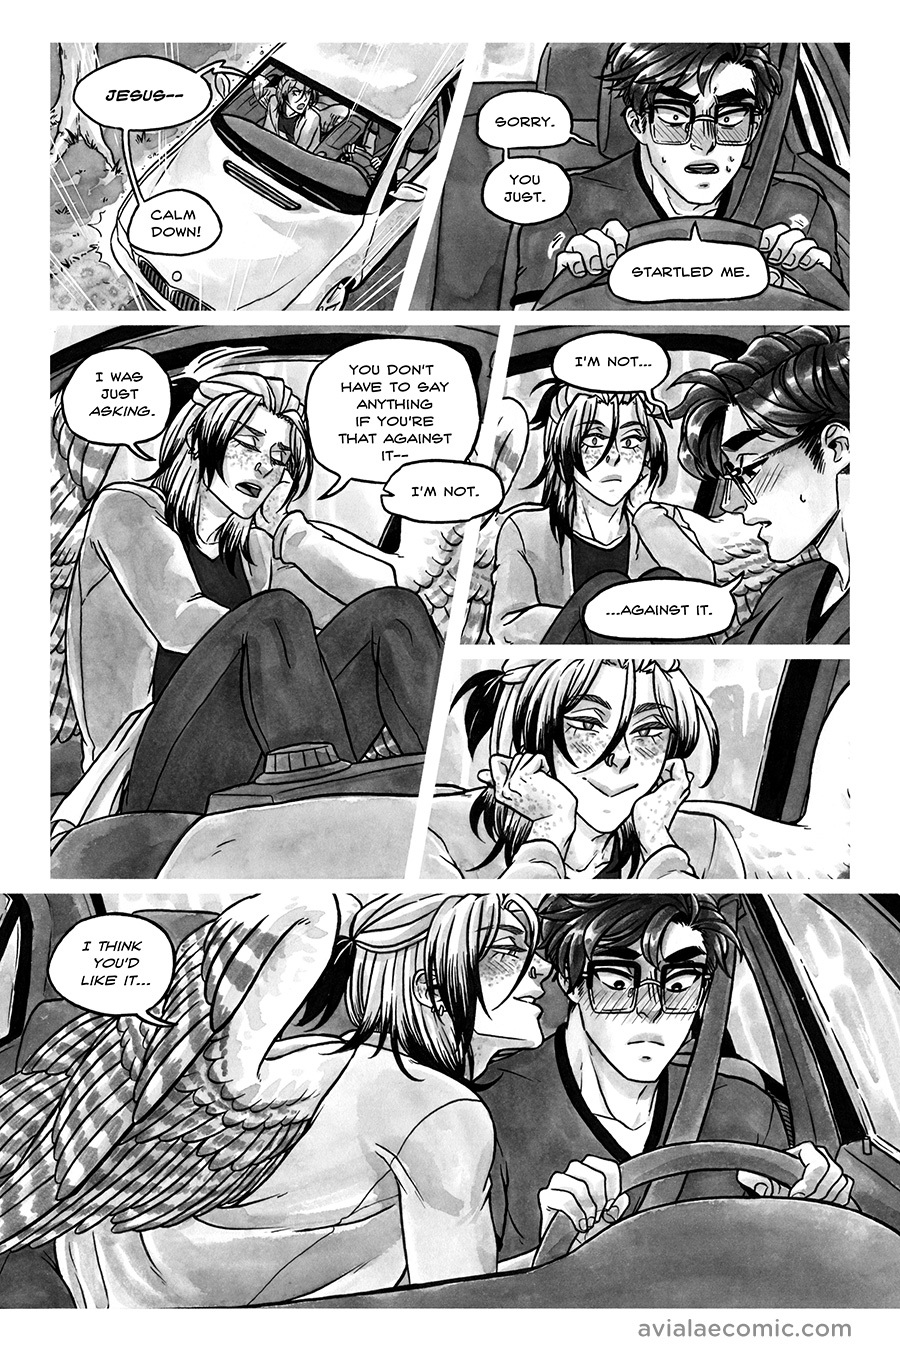 JESUS--
CALM
DOWN!
SORRY.
YOU
JUST.
STARTLED ME.
I WAS
JUST
ASKING.
YOU DON'T
HAVE TO SAY
ANYTHING
IF YOU'RE
THAT AGAINST
IT--
I'M NOT.
I'M NOT...
...AGAINST IT.
I THINK
YOU'D
LIKE IT...
avialaecomic.com